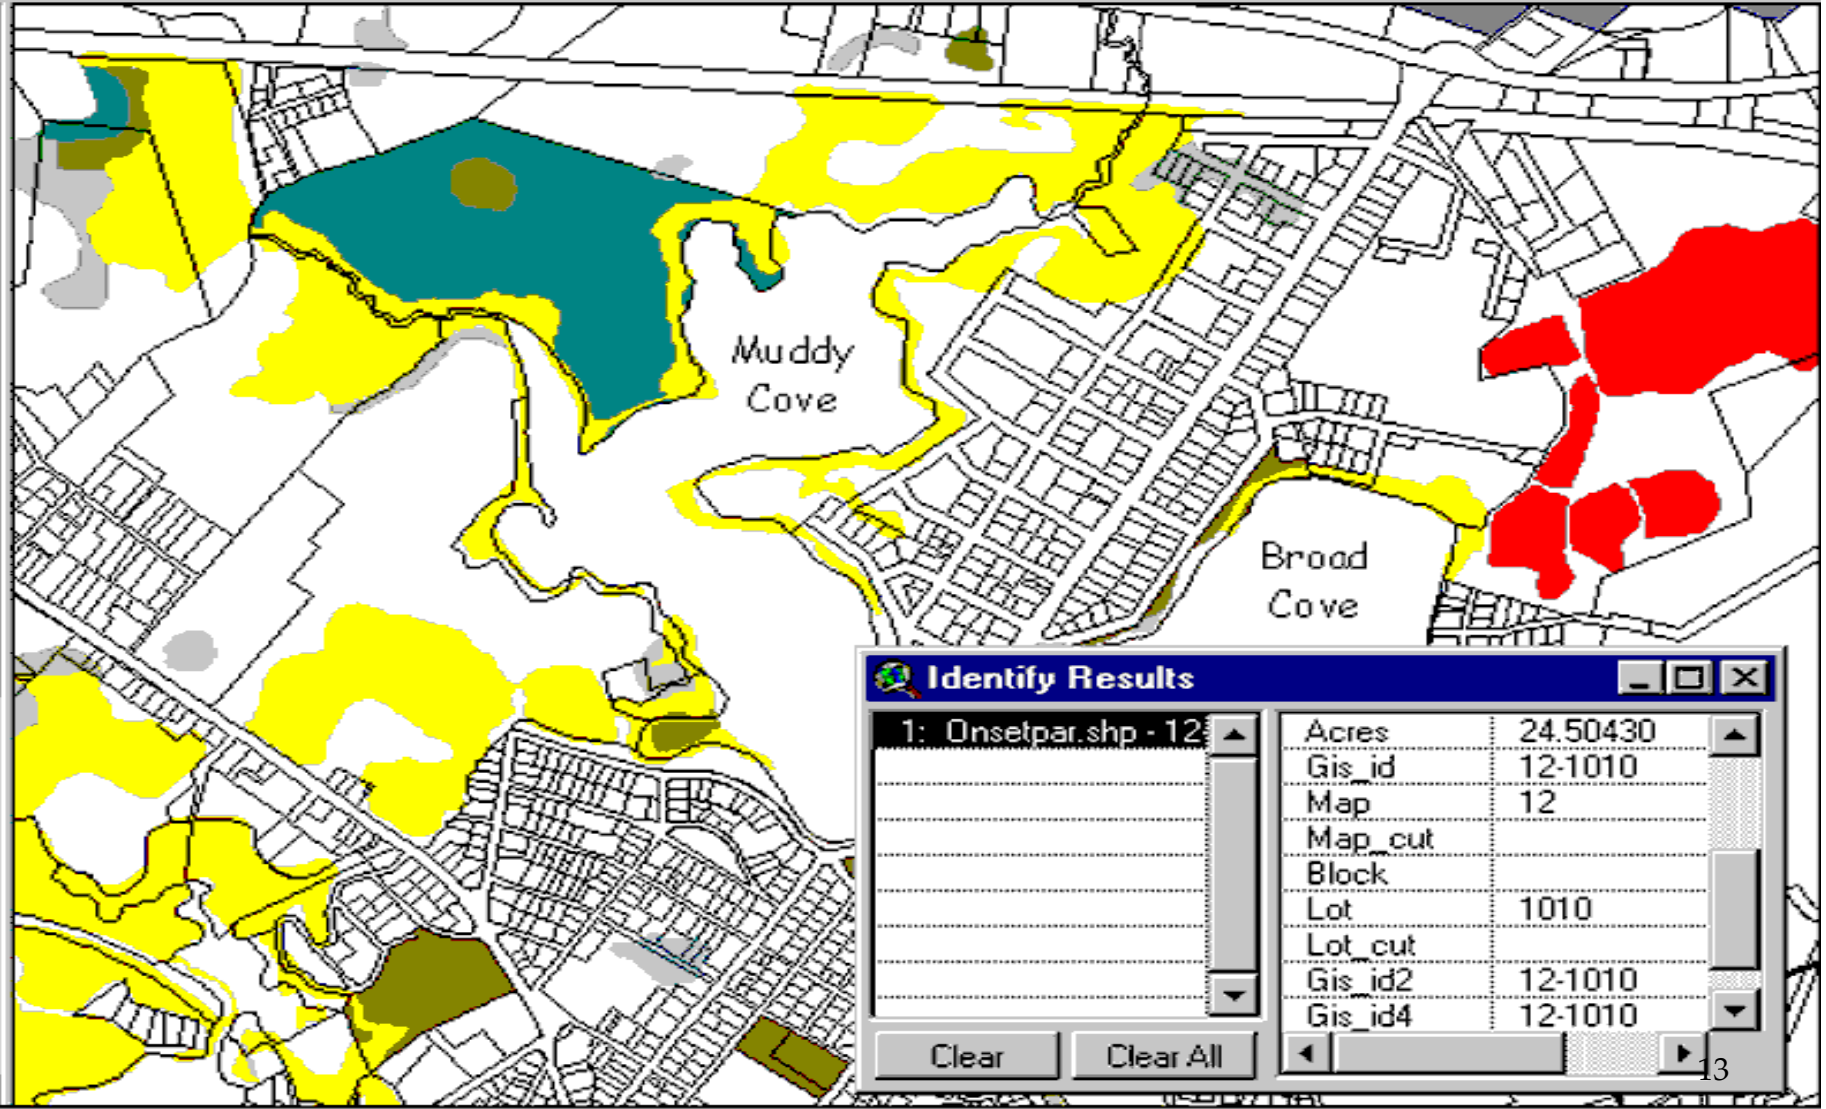 Muddy
Cove
Broad
Cove
Identify Results
1: Onsetpar.shp - 12
Acres 24.50430
Gis_id 12-1010
Map 12
Map_cut
Block
Lot 1010
Lot_cut
Gis_id2 12-1010
Gis_id4 12-1010
Clear Clear All
13